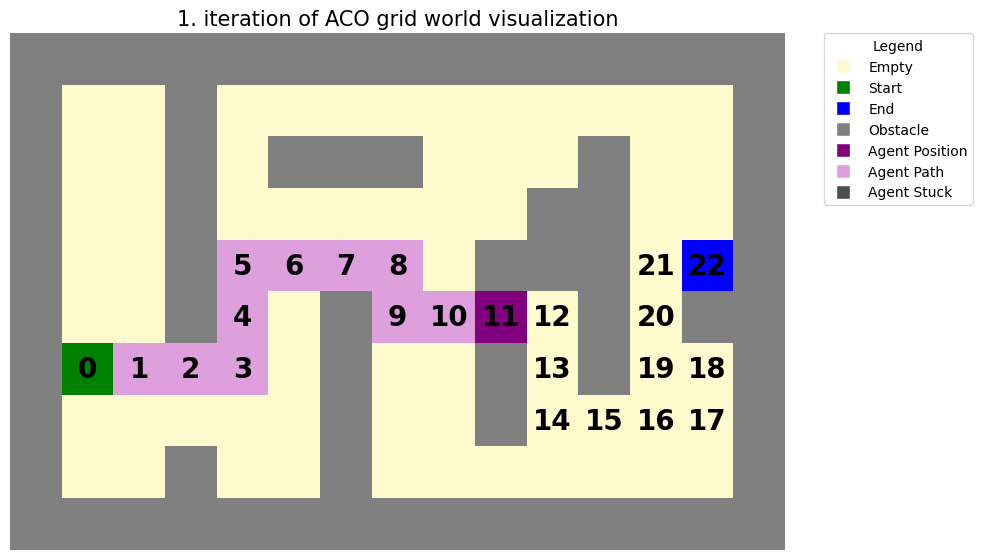 1. iteration of ACO grid world visualization
Legend
Empty
Start
End
Obstacle
Agent Position
Agent Path
Agent Stuck
5 6 7 8 21 22
4 9 10 11 12 20
0 1 2 3 13 19 18
14 15 16 17